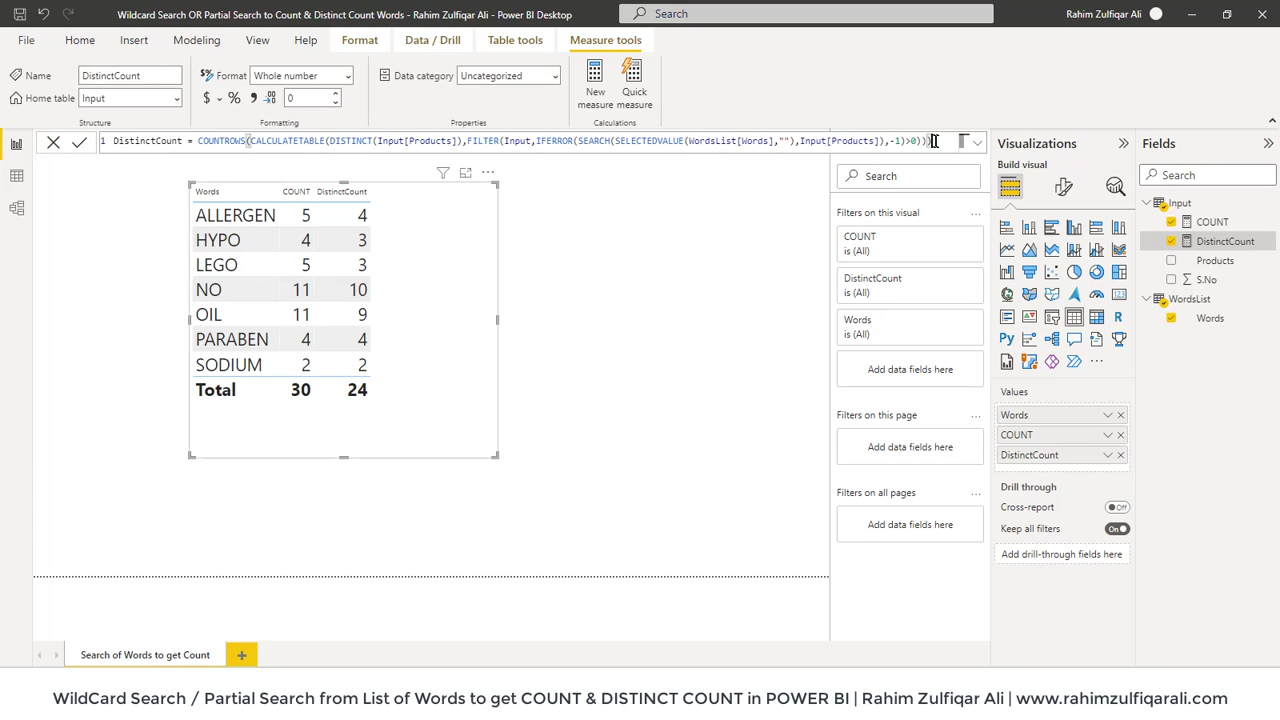 Wildcard Search OR Partial Search to Count & Distinct Count Words - Rahim Zulfiqar Ali - Power BI Desktop
Search
Rahim Zulfiqar Ali
File Home Insert Modeling View Help Format Data / Drill Table tools Measure tools
Name DistinctCount
Home table Input
Structure
Format Whole number
$ % 0
Formatting
Data category Uncategorized
Properties
New measure
Quick measure
Calculations
1 DistinctCount = COUNTROWS(CALCULATETABLE(DISTINCT(Input[Products]),FILTER(Input,IFERROR(SEARCH(SELECTEDVALUE(WordsList[Words],""),Input[Products]),-1)>0)))
Words COUNT DistinctCount
ALLERGEN 5 4
HYPO 4 3
LEGO 5 3
NO 11 10
OIL 11 9
PARABEN 4 4
SODIUM 2 2
Total 30 24
Search
Filters on this visual
COUNT
is (All)
DistinctCount
is (All)
Words
is (All)
Add data fields here
Filters on this page
Add data fields here
Filters on all pages
Add data fields here
Visualizations
Build visual
R
Py
Values
Words
COUNT
DistinctCount
Drill through
Cross-report Off
Keep all filters On
Add drill-through fields here
Fields
Search
Input
COUNT
DistinctCount
Products
Σ S.No
WordsList
Words
Search of Words to get Count
WildCard Search / Partial Search from List of Words to get COUNT & DISTINCT COUNT in POWER BI | Rahim Zulfiqar Ali | www.rahimzulfiqarali.com